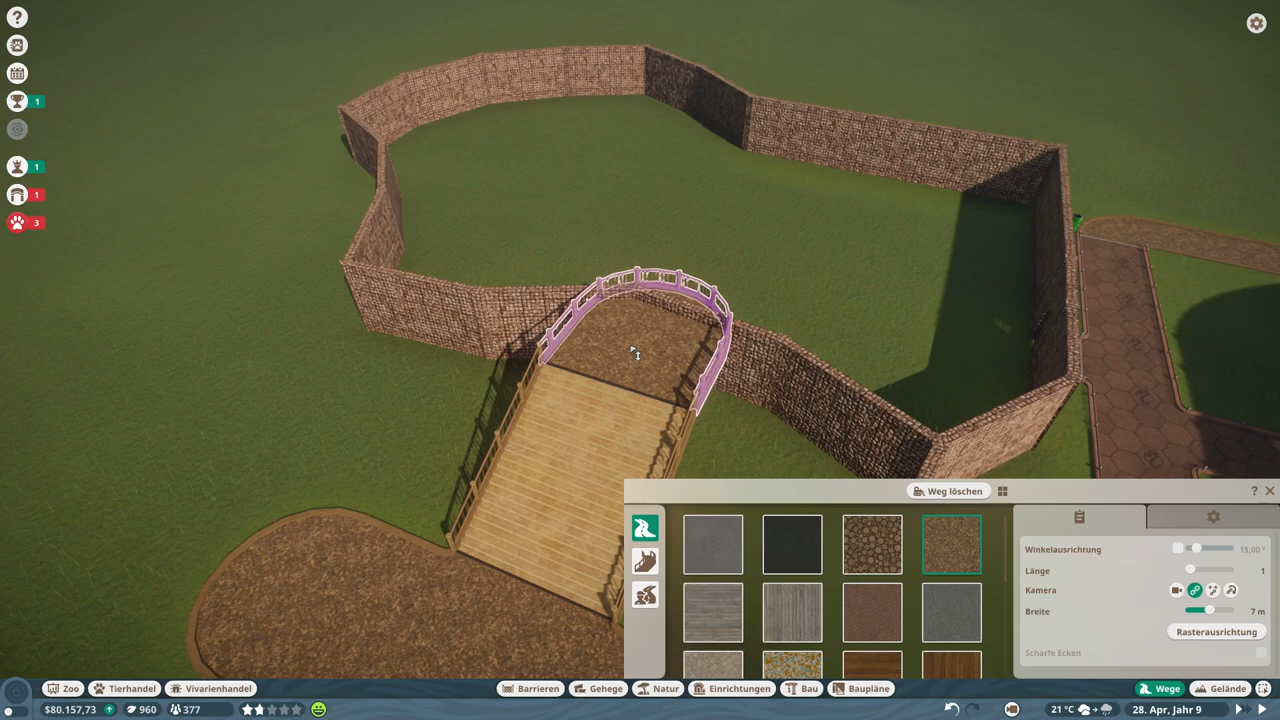 ?
1
1
1
3
Weg löschen
?
Winkelausrichtung
15,00 °
Länge
1
Kamera
Breite
7 m
Rasterausrichtung
Scharfe Ecken
Zoo
Tierhandel
Vivarienhandel
Barrieren
Gehege
Natur
Einrichtungen
Bau
Baupläne
Wege
Gelände
$80.157,73
960
377
21 °C
28. Apr, Jahr 9